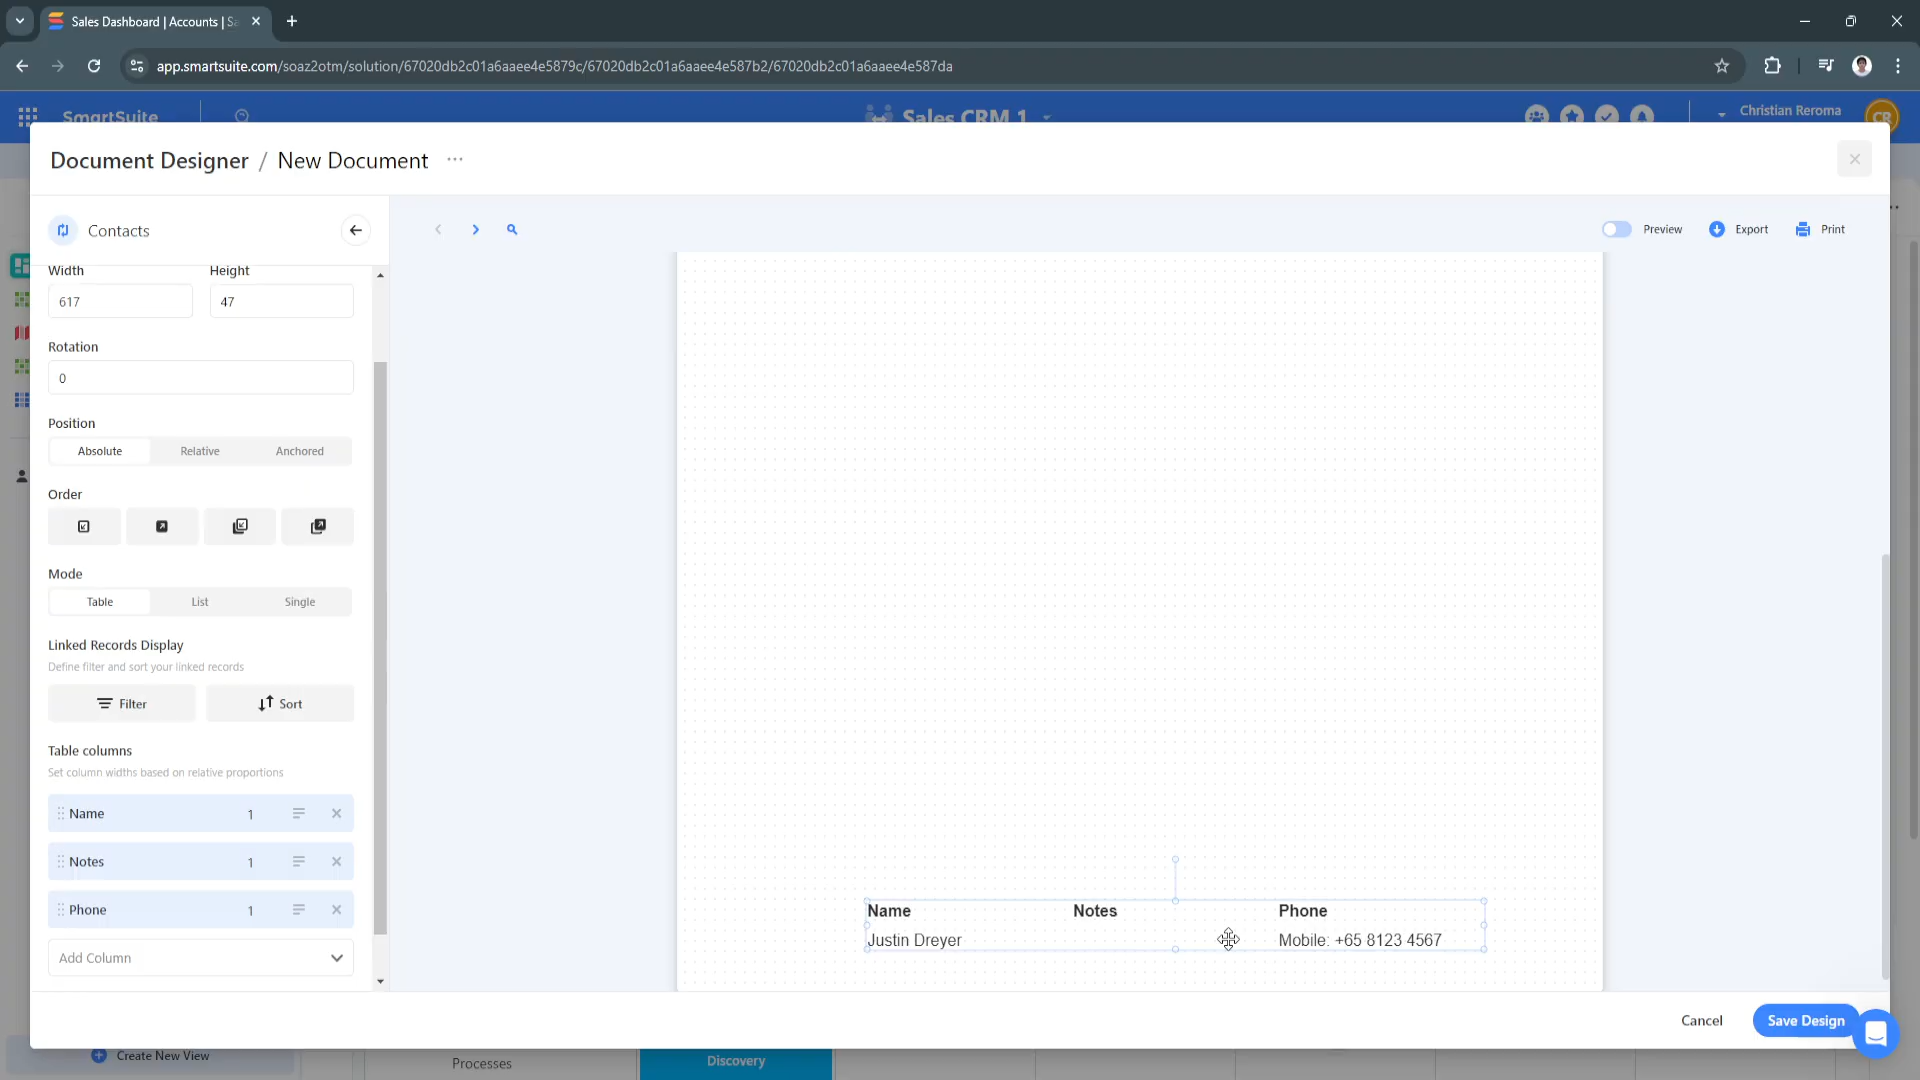 Sales Dashboard | Accounts | Sa
app.smartsuite.com/soaz2otm/solution/67020db2c01a6aaee4e5879c/67020db2c01a6aaee4e587b2/67020db2c01a6aaee4e587da
SmartSuite
Sales CRM 1
Christian Reroma
CR
Document Designer / New Document ...
Contacts
Preview
Export
Print
Width
Height
617
47
Rotation
0
Position
Absolute
Relative
Anchored
Order
Mode
Table
List
Single
Linked Records Display
Define filter and sort your linked records
Filter
Sort
Table columns
Set column widths based on relative proportions
Name 1
Notes 1
Phone 1
Add Column
Name Notes Phone
Justin Dreyer Mobile: +65 8123 4567
Cancel
Save Design
Create New View
Processes
Discovery